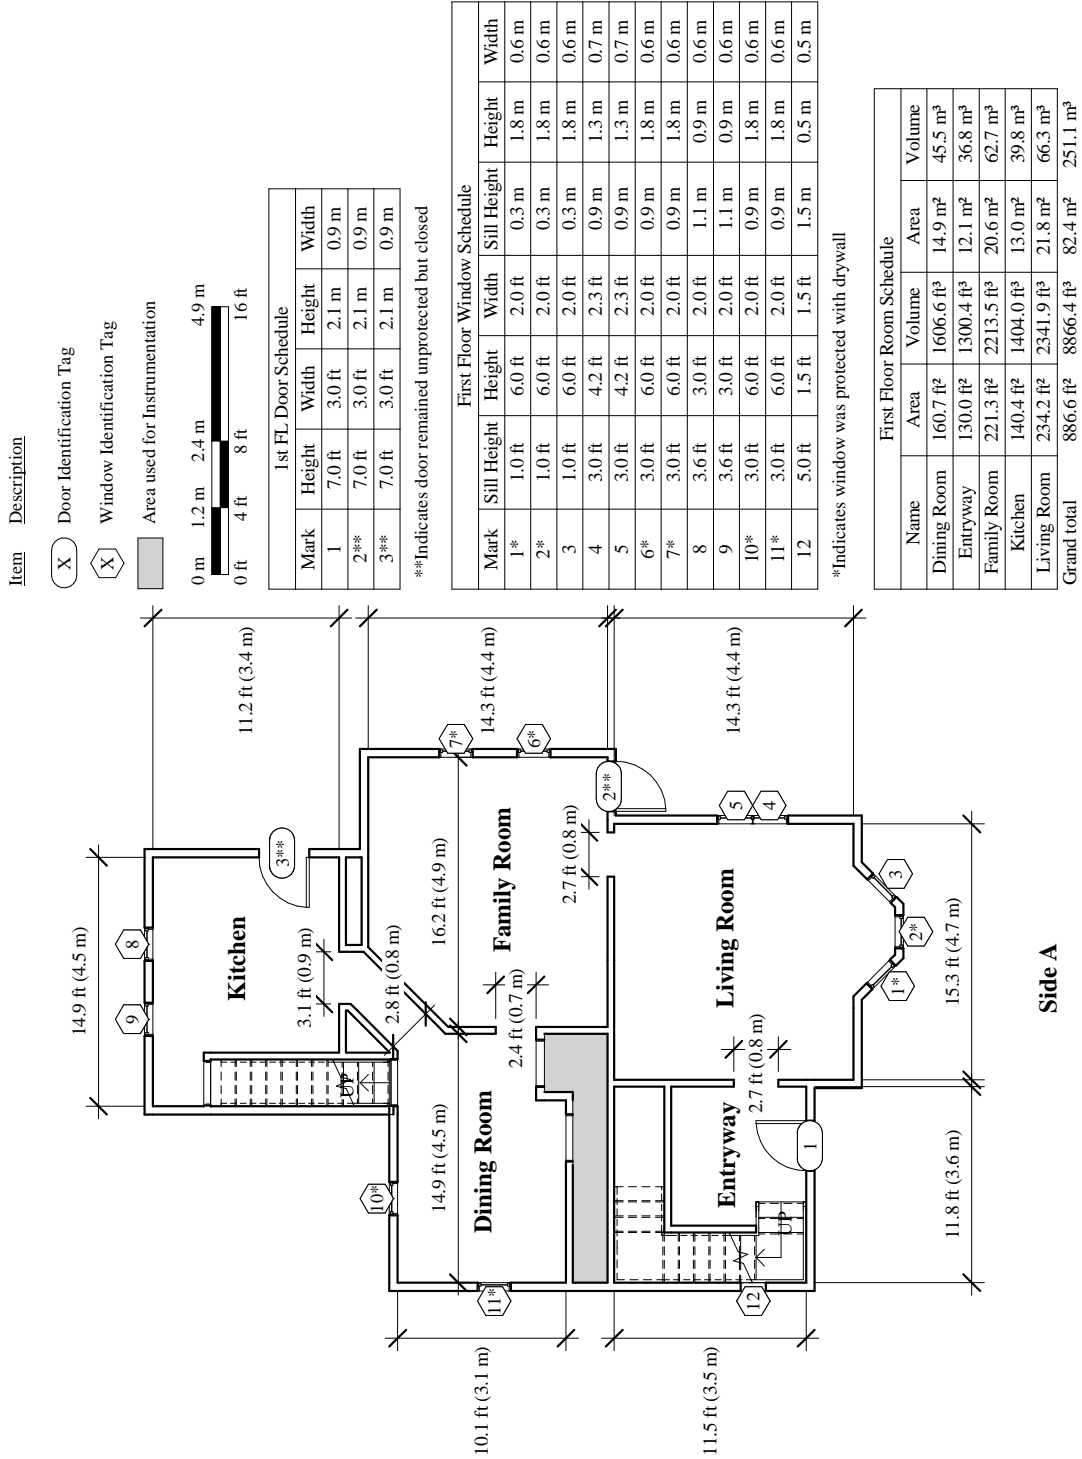 Item Description
X Door Identification Tag
X Window Identification Tag
Area used for Instrumentation
0 m 1.2 m 2.4 m 4.9 m
0 ft 4 ft 8 ft 16 ft
1st FL Door Schedule
Mark Height Width Height Width
1 7.0 ft 3.0 ft 2.1 m 0.9 m
2** 7.0 ft 3.0 ft 2.1 m 0.9 m
3** 7.0 ft 3.0 ft 2.1 m 0.9 m
**Indicates door remained unprotected but closed
First Floor Window Schedule
Mark Sill Height Height Width Sill Height Height Width
1* 1.0 ft 6.0 ft 2.0 ft 0.3 m 1.8 m 0.6 m
2* 1.0 ft 6.0 ft 2.0 ft 0.3 m 1.8 m 0.6 m
3 1.0 ft 6.0 ft 2.0 ft 0.3 m 1.8 m 0.6 m
4 3.0 ft 4.2 ft 2.3 ft 0.9 m 1.3 m 0.7 m
5 3.0 ft 4.2 ft 2.3 ft 0.9 m 1.3 m 0.7 m
6* 3.0 ft 6.0 ft 2.0 ft 0.9 m 1.8 m 0.6 m
7* 3.0 ft 6.0 ft 2.0 ft 0.9 m 1.8 m 0.6 m
8 3.6 ft 3.0 ft 2.0 ft 1.1 m 0.9 m 0.6 m
9 3.6 ft 3.0 ft 2.0 ft 1.1 m 0.9 m 0.6 m
10* 3.0 ft 6.0 ft 2.0 ft 0.9 m 1.8 m 0.6 m
11* 3.0 ft 6.0 ft 2.0 ft 0.9 m 1.8 m 0.6 m
12 5.0 ft 1.5 ft 1.5 ft 1.5 m 0.5 m 0.5 m
*Indicates window was protected with drywall
First Floor Room Schedule
Name Area Volume Area Volume
Dining Room 160.7 ft² 1606.6 ft³ 14.9 m² 45.5 m³
Entryway 130.0 ft² 1300.4 ft³ 12.1 m² 36.8 m³
Family Room 221.3 ft² 2213.5 ft³ 20.6 m² 62.7 m³
Kitchen 140.4 ft² 1404.0 ft³ 13.0 m² 39.8 m³
Living Room 234.2 ft² 2341.9 ft³ 21.8 m² 66.3 m³
Grand total 886.6 ft² 8866.4 ft³ 82.4 m² 251.1 m³
11.2 ft (3.4 m)
14.3 ft (4.4 m)
14.3 ft (4.4 m)
14.9 ft (4.5 m)
9
8
3**
Kitchen
3.1 ft (0.9 m)
2.8 ft (0.8 m)
UP
10*
14.9 ft (4.5 m)
16.2 ft (4.9 m)
7*
6*
Dining Room
Family Room
2.4 ft (0.7 m)
11*
10.1 ft (3.1 m)
2.7 ft (0.8 m)
2**
5
4
Living Room
Entryway
2.7 ft (0.8 m)
UP
12
1
11.5 ft (3.5 m)
1*
2*
3
11.8 ft (3.6 m)
15.3 ft (4.7 m)
Side A